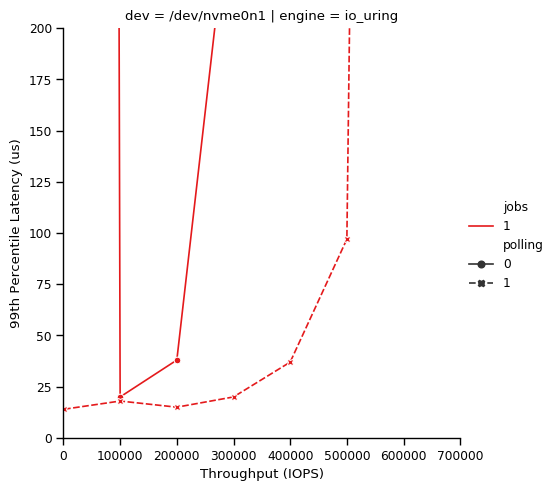 dev = /dev/nvme0n1 | engine = io_uring
200
175
150
125
100
75
50
25
0
99th Percentile Latency (us)
0 100000 200000 300000 400000 500000 600000 700000
Throughput (IOPS)
jobs
1
polling
0
1